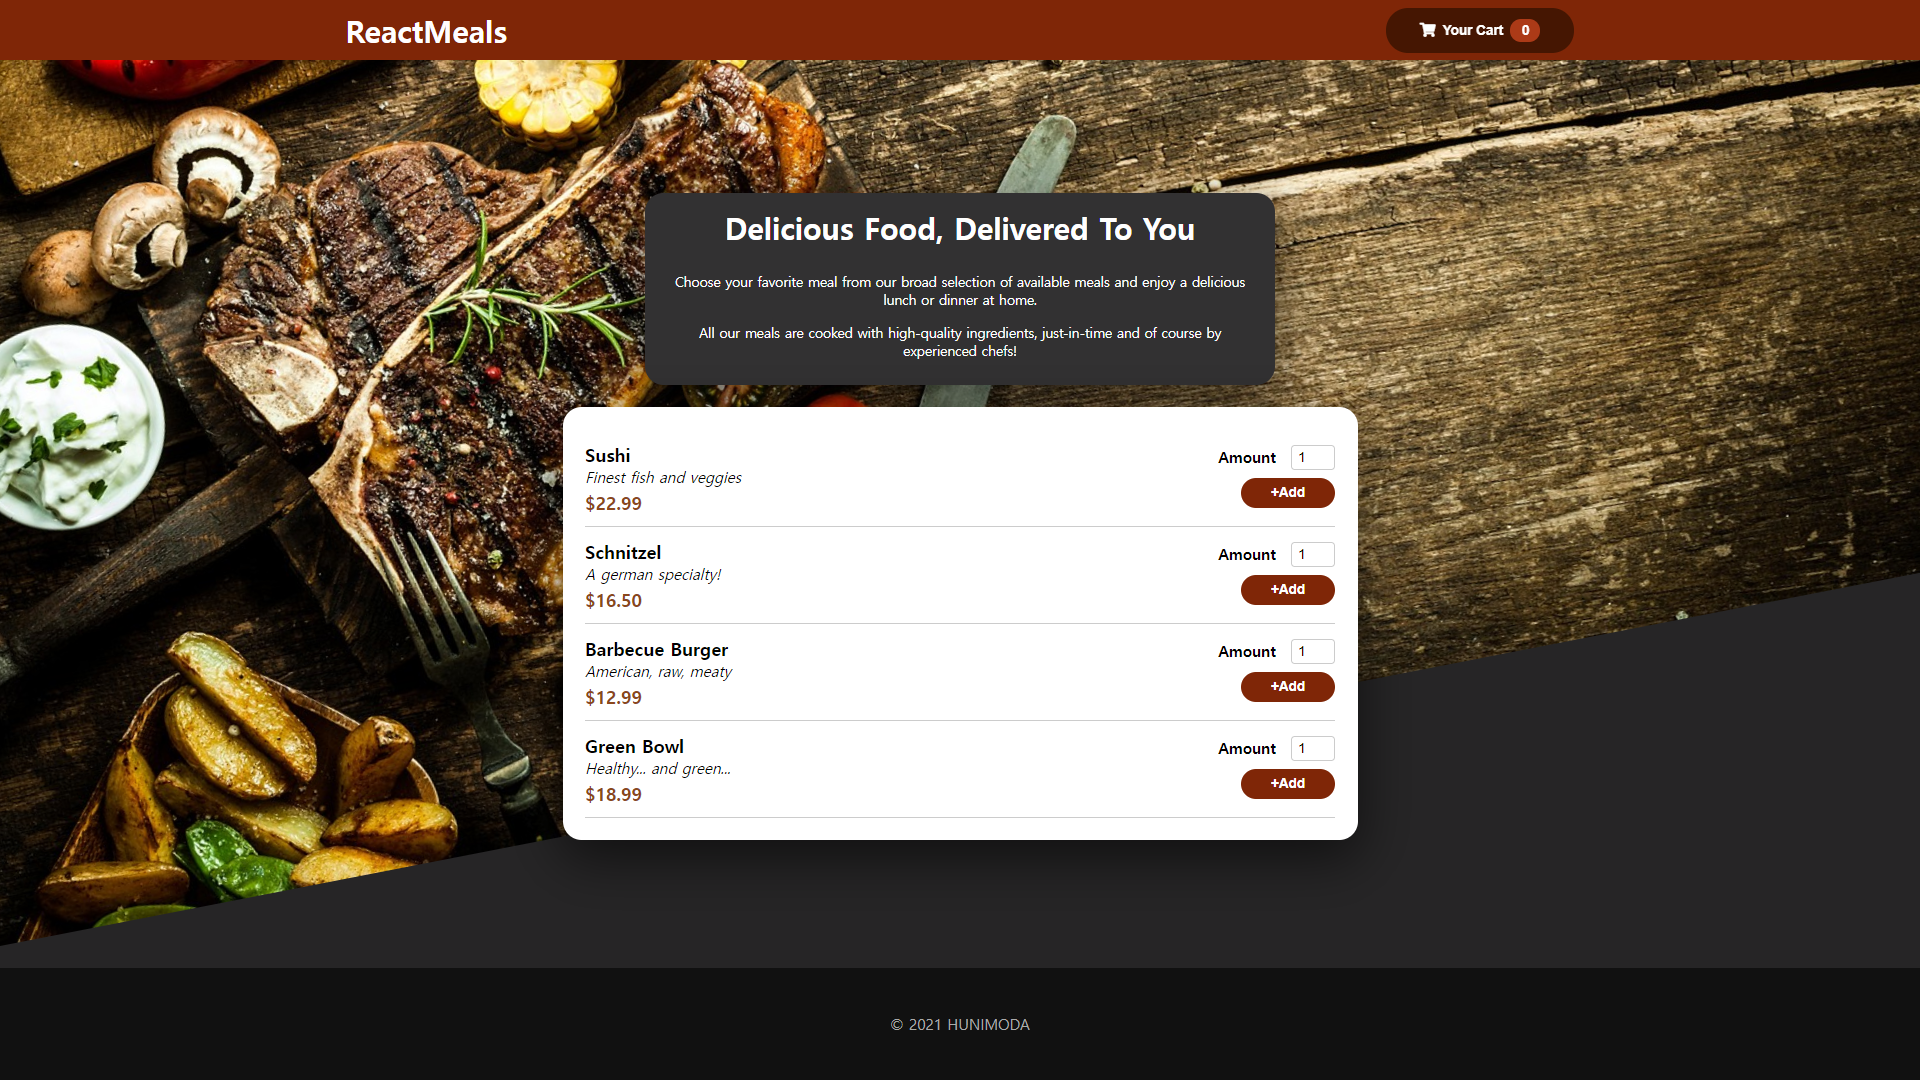 ReactMeals
Your Cart 0
Delicious Food, Delivered To You
Choose your favorite meal from our broad selection of available meals and enjoy a delicious
lunch or dinner at home.
All our meals are cooked with high-quality ingredients, just-in-time and of course by
experienced chefs!
Sushi
Finest fish and veggies
$22.99
Amount 1
+Add
Schnitzel
A german specialty!
$16.50
Amount 1
+Add
Barbecue Burger
American, raw, meaty
$12.99
Amount 1
+Add
Green Bowl
Healthy... and green...
$18.99
Amount 1
+Add
© 2021 HUNIMODA